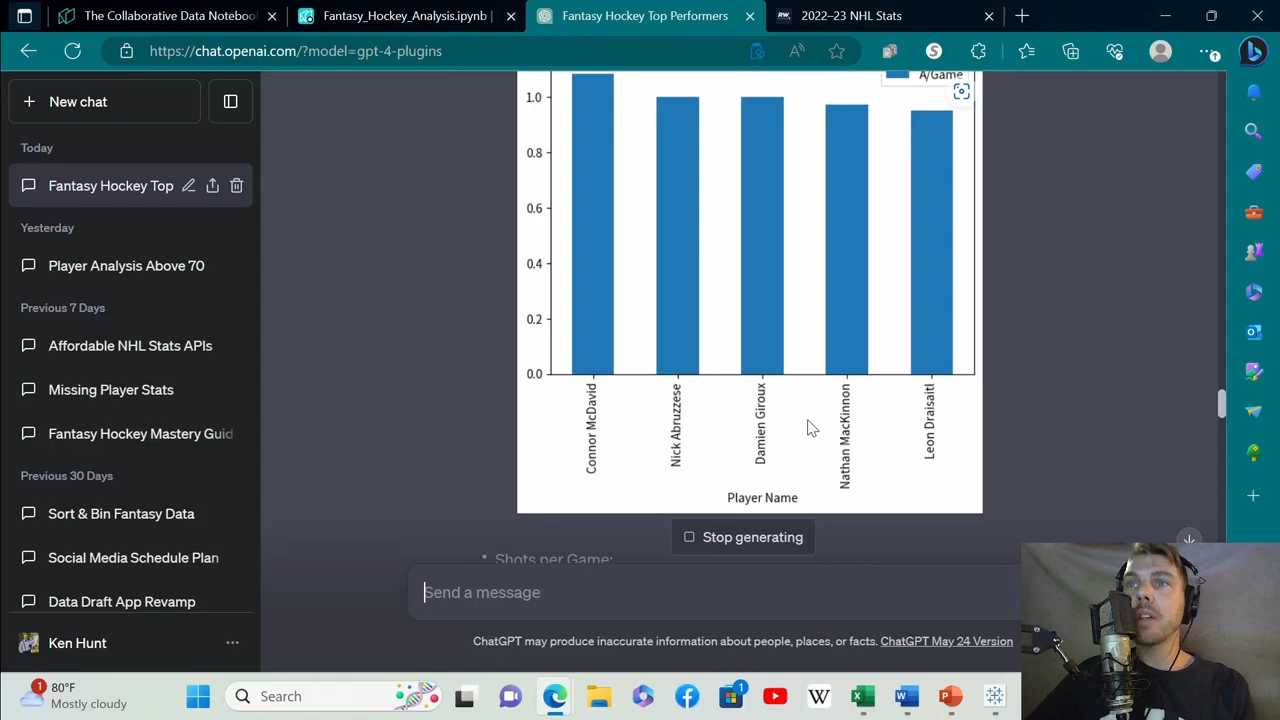 The Collaborative Data Notebo
Fantasy_Hockey_Analysis.ipynb
Fantasy Hockey Top Performers
RW.
2022–23 NHL Stats
https://chat.openai.com/?model=gpt-4-plugins
New chat
Today
Fantasy Hockey Top
Yesterday
Player Analysis Above 70
Previous 7 Days
Affordable NHL Stats APIs
Missing Player Stats
Fantasy Hockey Mastery Guid
Previous 30 Days
Sort & Bin Fantasy Data
Social Media Schedule Plan
Data Draft App Revamp
Ken Hunt
A/Game
1.0
0.8
0.6
0.4
0.2
0.0
Connor McDavid
Nick Abruzzese
Damien Giroux
Nathan MacKinnon
Leon Draisaitl
Player Name
Stop generating
• Shots per Game:
Send a message
ChatGPT may produce inaccurate information about people, places, or facts. ChatGPT May 24 Version
1
80°F
Mostly cloudy
Search
1
W